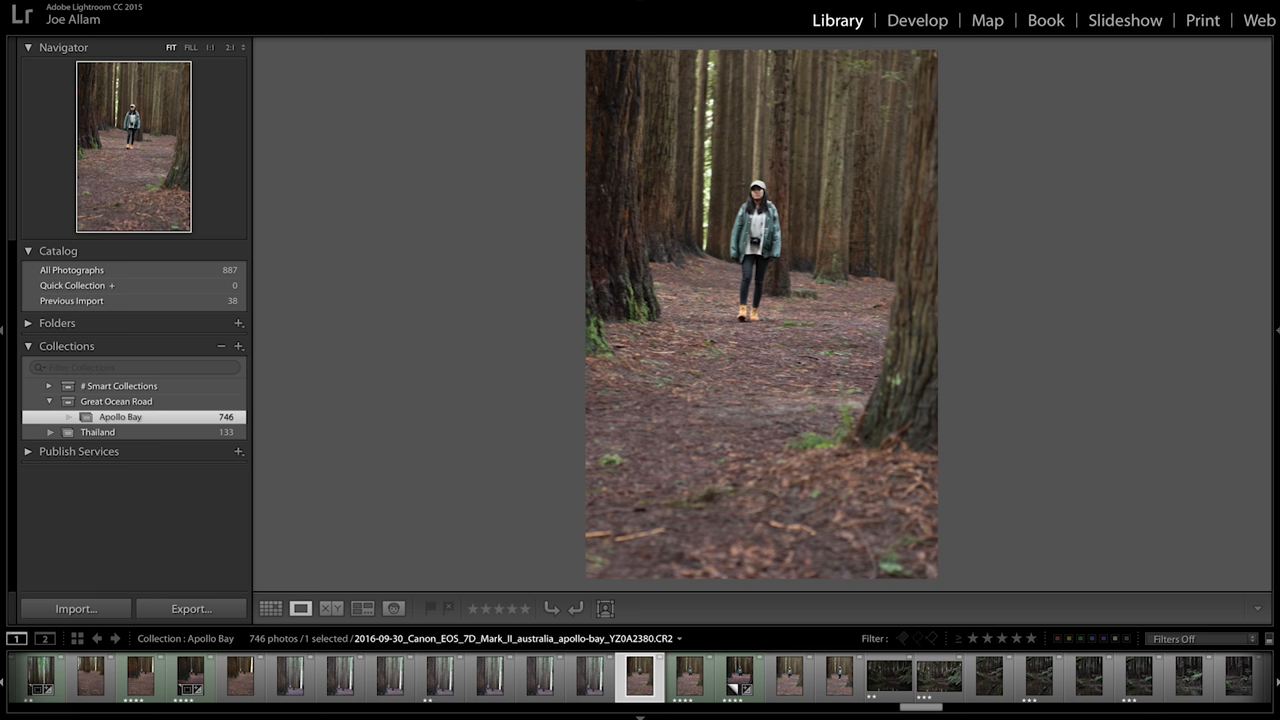 Lr
Adobe Lightroom CC 2015
Joe Allam
Library | Develop | Map | Book | Slideshow | Print | Web
Navigator FIT FILL 1:1 2:1
Catalog
All Photographs 887
Quick Collection + 0
Previous Import 38
Folders
Collections
Filter Collections
# Smart Collections
Great Ocean Road
Apollo Bay 746
Thailand 133
Publish Services
Import... Export...
X Y
1 2 Collection : Apollo Bay 746 photos / 1 selected / 2016-09-30_Canon_EOS_7D_Mark_II_australia_apollo-bay_YZ0A2380.CR2 Filter : Filters Off